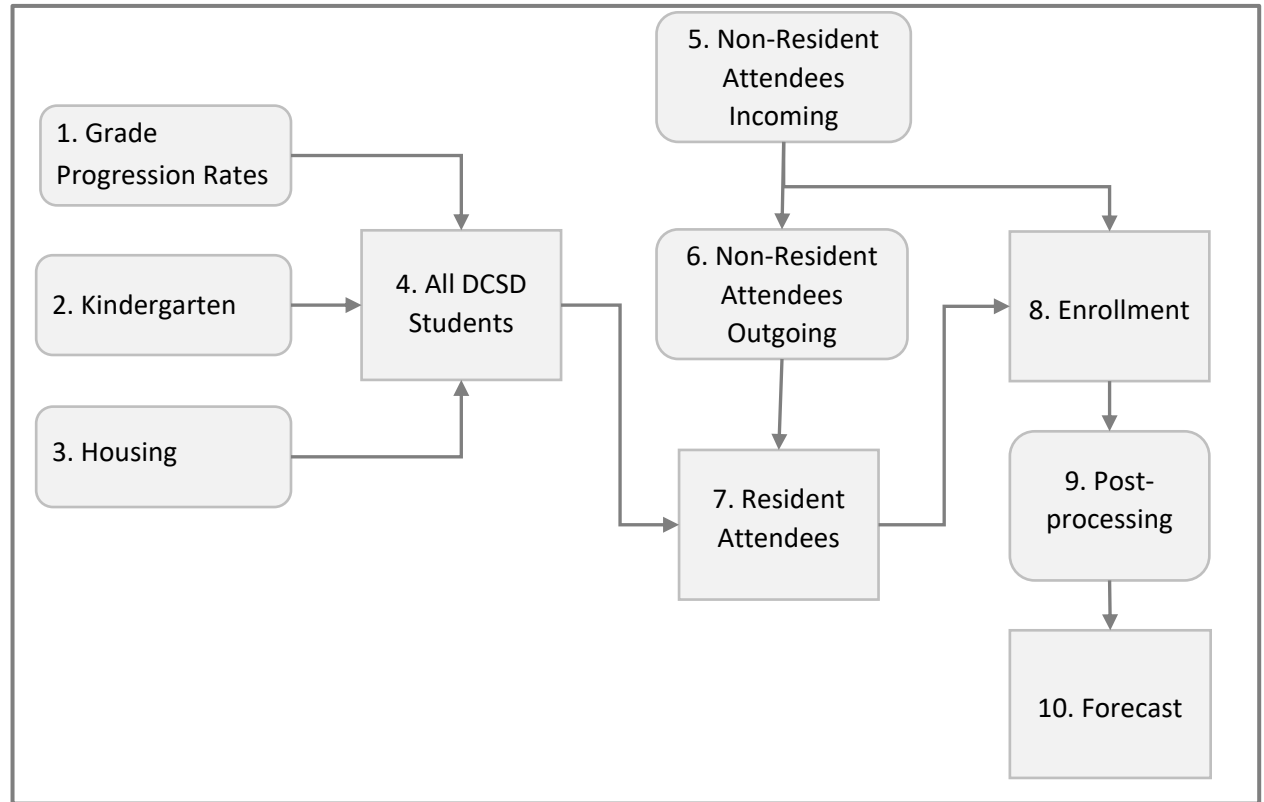 1. Grade
Progression Rates
2. Kindergarten
3. Housing
4. All DCSD
Students
5. Non-Resident
Attendees
Incoming
6. Non-Resident
Attendees
Outgoing
7. Resident
Attendees
8. Enrollment
9. Post-
processing
10. Forecast